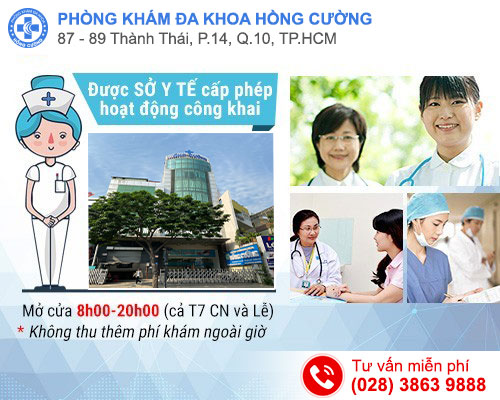 PHÒNG KHÁM ĐA KHOA HỒNG CƯỜNG
87 - 89 Thành Thái, P.14, Q.10, TP.HCM
Được SỞ Y TẾ cấp phép
hoạt động công khai
Mở cửa 8h00-20h00 (cả T7 CN và Lễ)
* Không thu thêm phí khám ngoài giờ
Tư vấn miễn phí
(028) 3863 9888